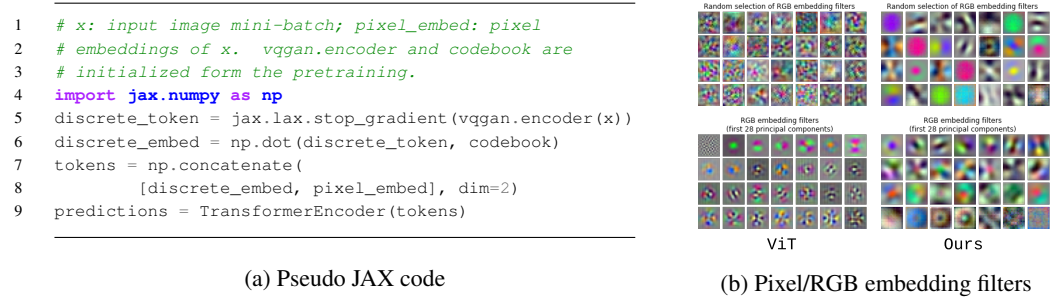 1 # x: input image mini-batch; pixel_embed: pixel
2 # embeddings of x. vqgan.encoder and codebook are
3 # initialized form the pretraining.
4 import jax.numpy as np
5 discrete_token = jax.lax.stop_gradient(vqgan.encoder(x))
6 discrete_embed = np.dot(discrete_token, codebook)
7 tokens = np.concatenate(
8 [discrete_embed, pixel_embed], dim=2)
9 predictions = TransformerEncoder(tokens)
(a) Pseudo JAX code
Random selection of RGB embedding filters
Random selection of RGB embedding filters
RGB embedding filters
(first 28 principal components)
RGB embedding filters
(first 28 principal components)
ViT
Ours
(b) Pixel/RGB embedding filters